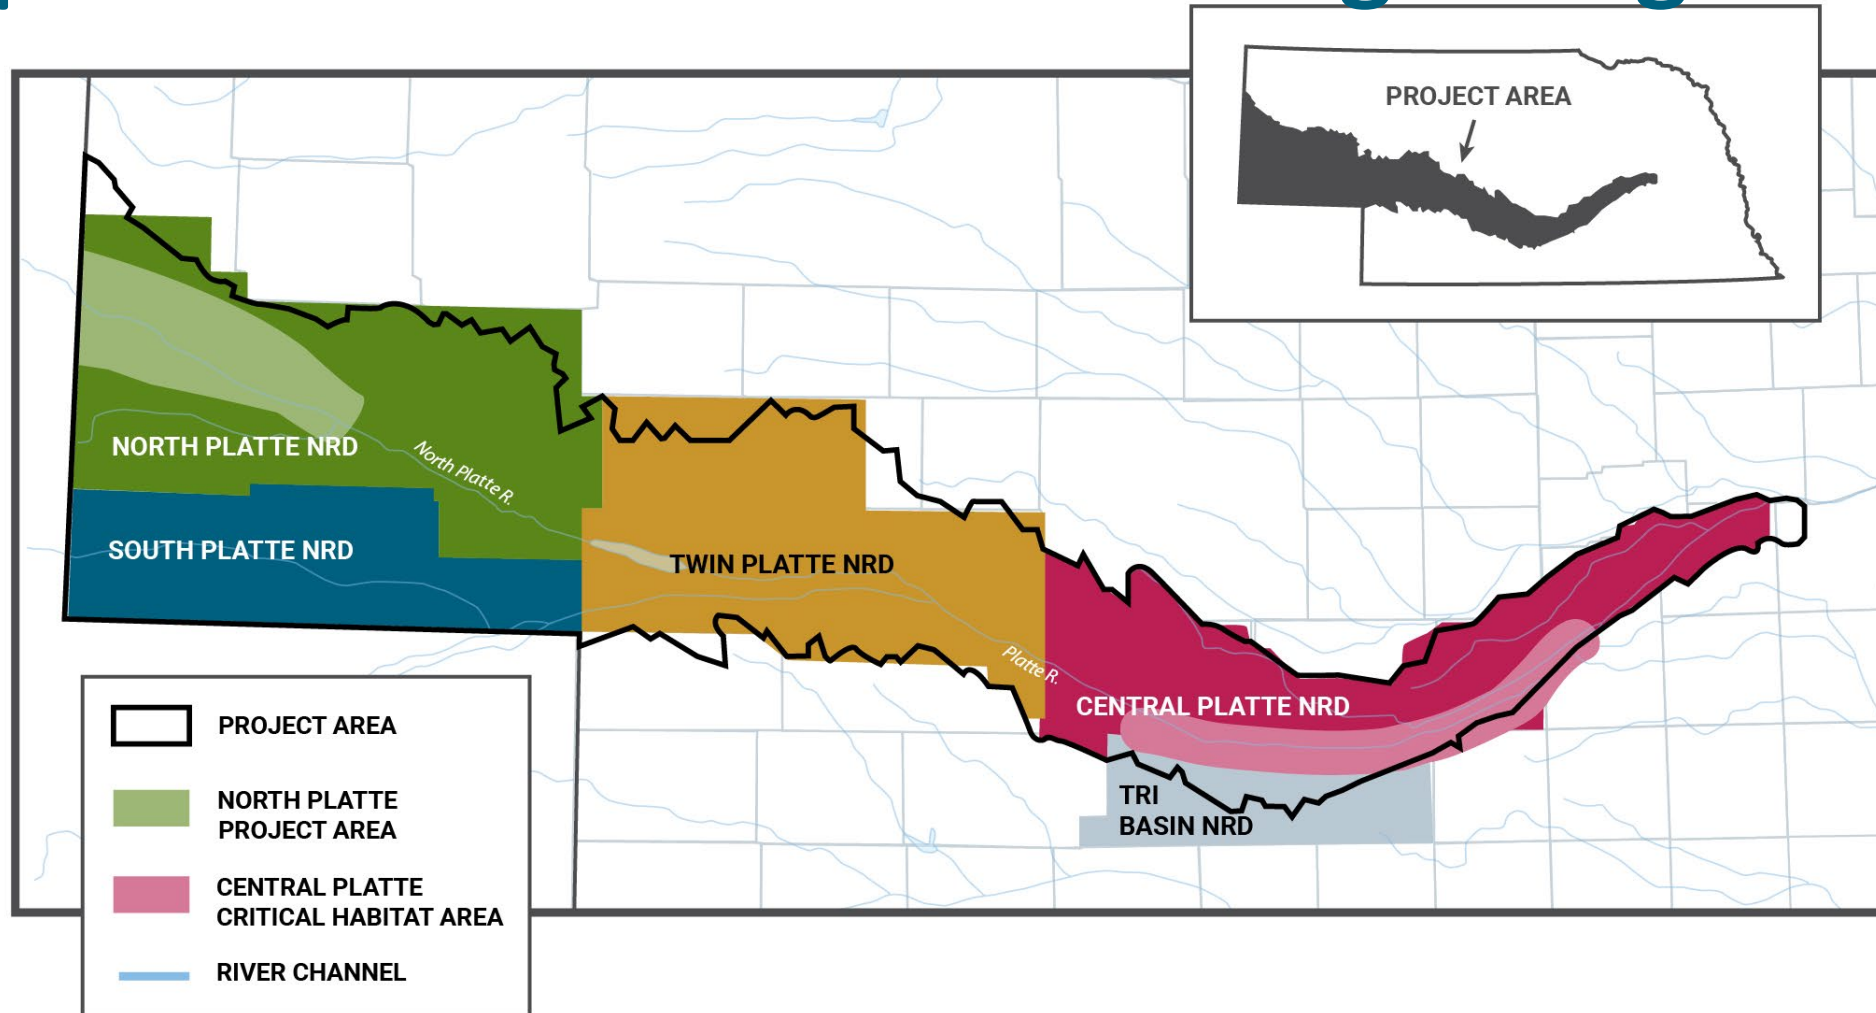 PROJECT AREA
NORTH PLATTE NRD
North Platte R.
SOUTH PLATTE NRD
TWIN PLATTE NRD
Platte R.
CENTRAL PLATTE NRD
TRI
BASIN NRD
PROJECT AREA
NORTH PLATTE
PROJECT AREA
CENTRAL PLATTE
CRITICAL HABITAT AREA
RIVER CHANNEL